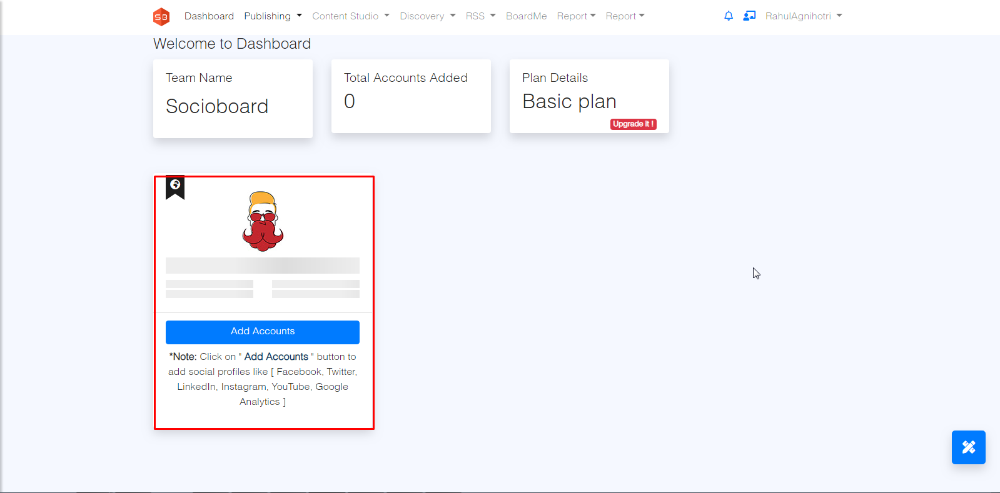 SB Dashboard Publishing Content Studio Discovery RSS BoardMe Report Report RahulAgnihotri
Welcome to Dashboard
Team Name
Socioboard
Total Accounts Added
0
Plan Details
Basic plan
Upgrade it !
Add Accounts
*Note: Click on " Add Accounts " button to
add social profiles like [ Facebook, Twitter,
LinkedIn, Instagram, YouTube, Google
Analytics ]